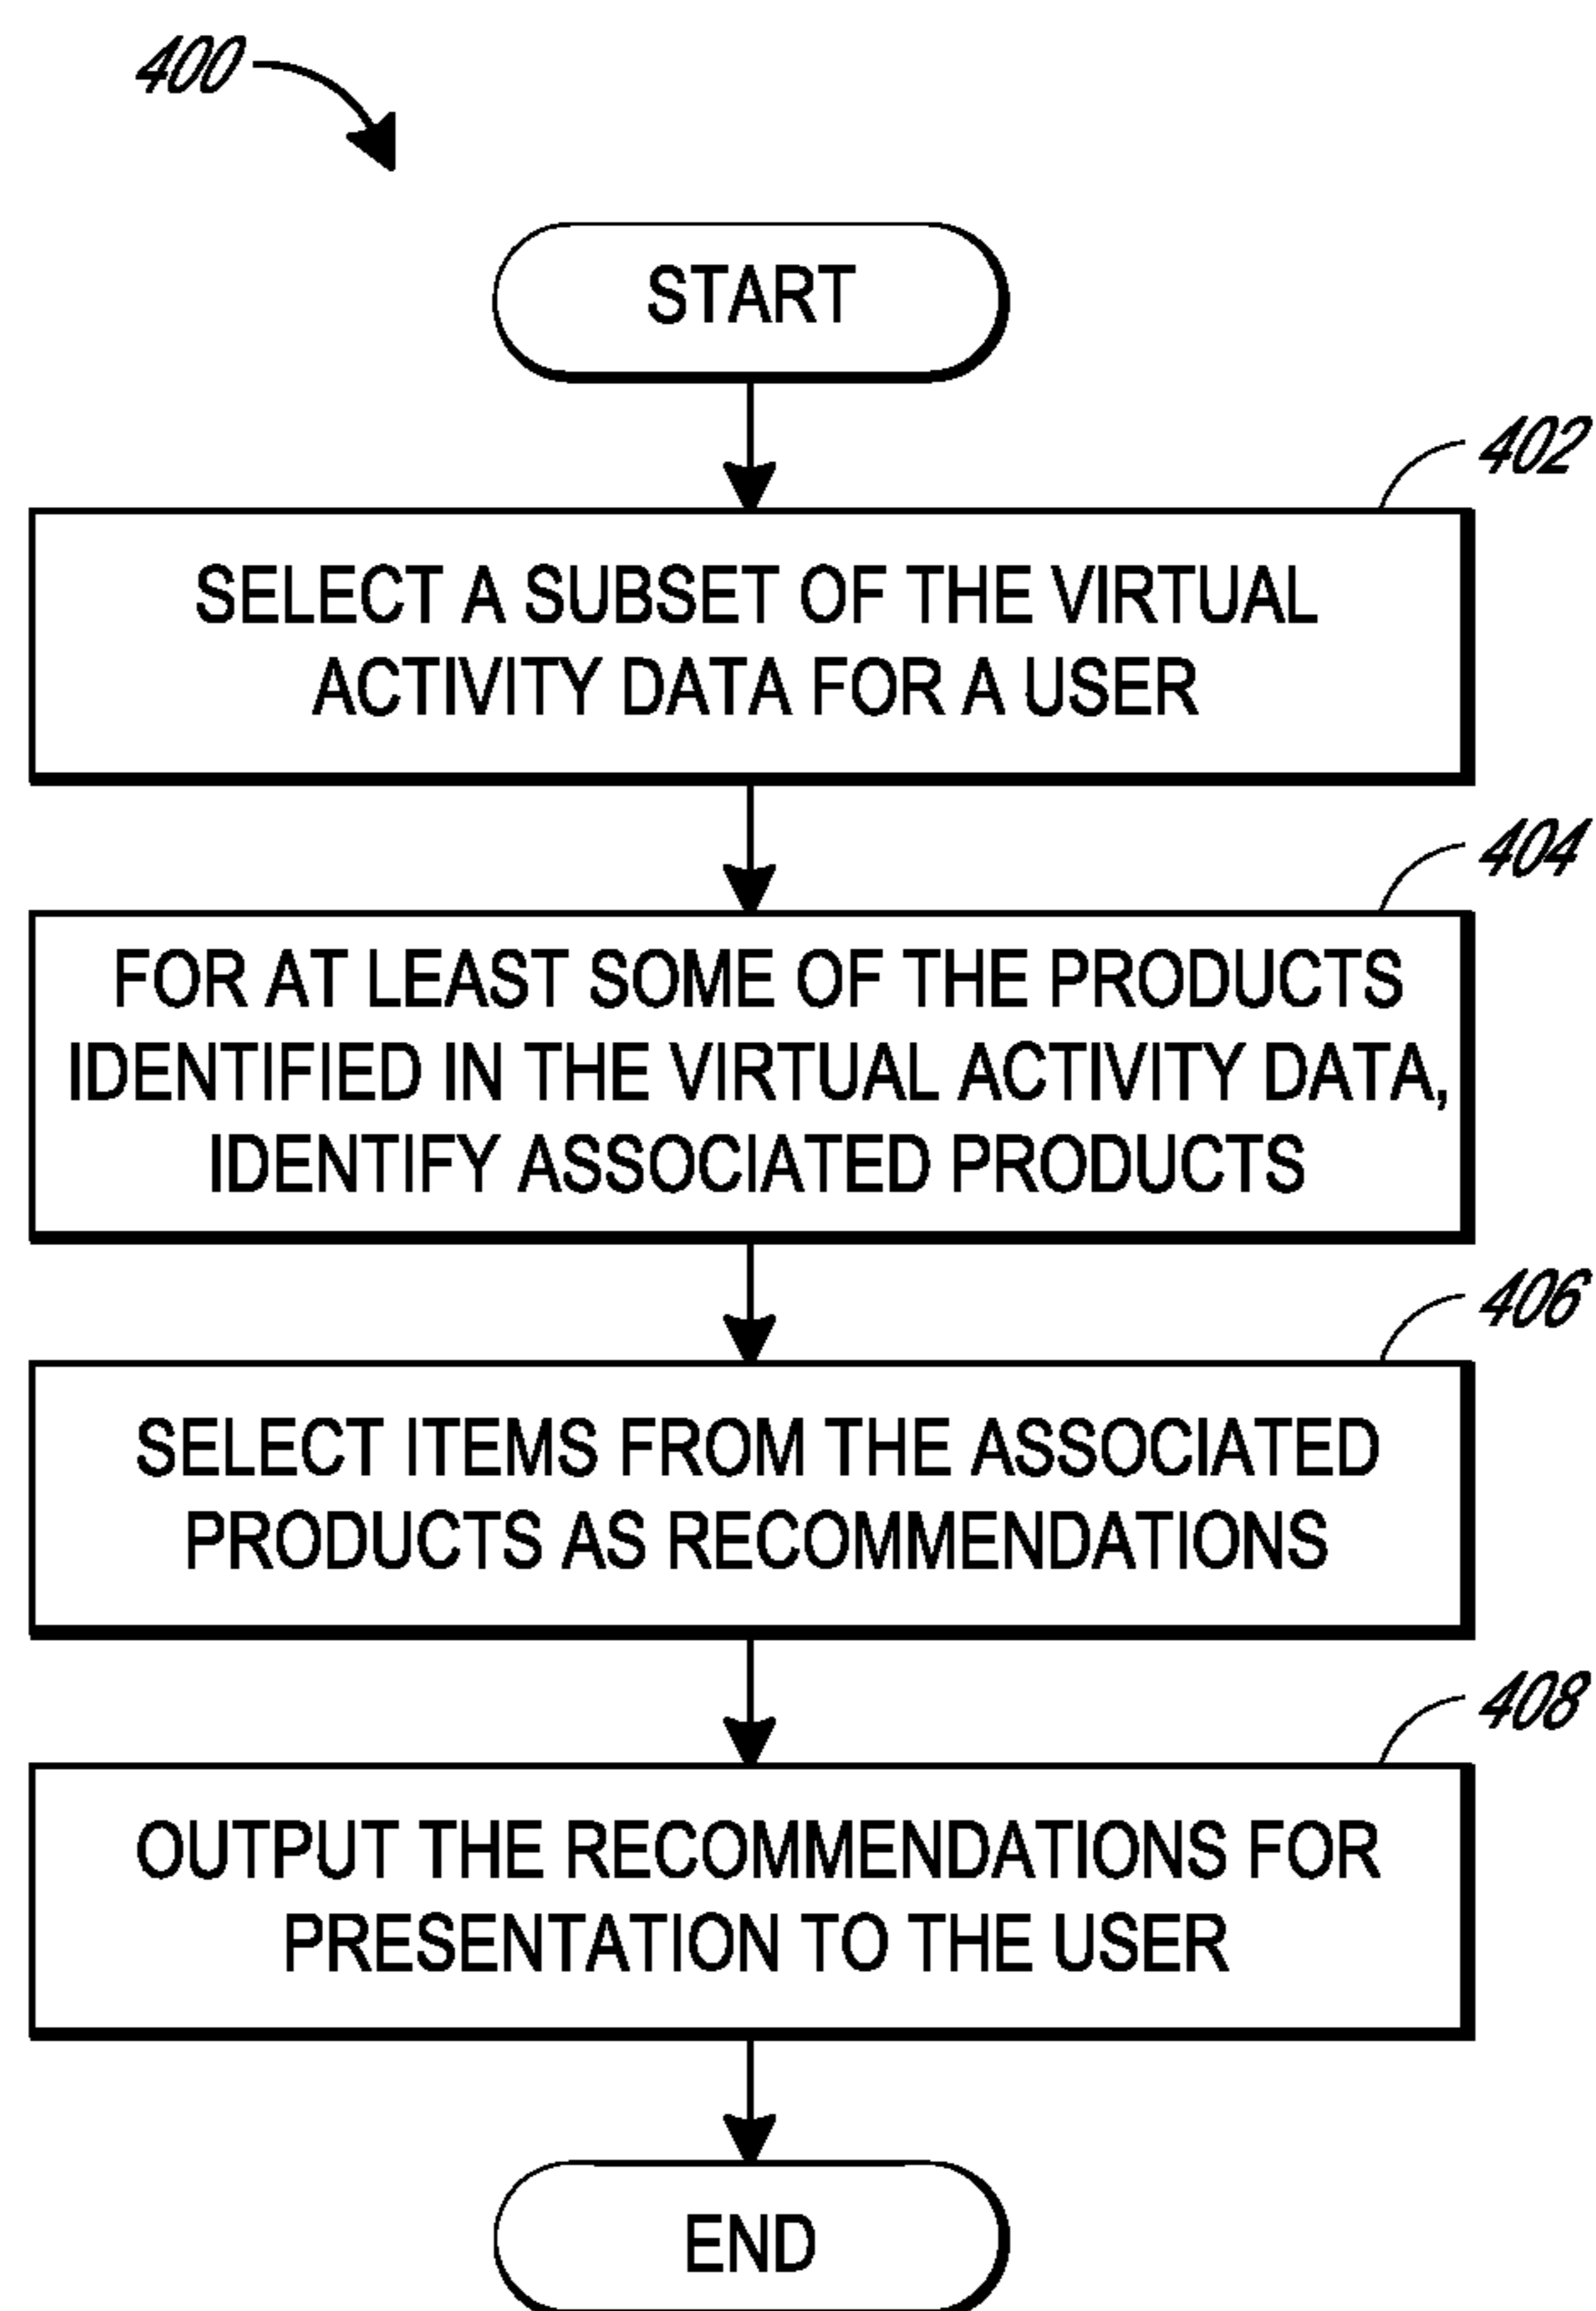 400
START
402
SELECT A SUBSET OF THE VIRTUAL
ACTIVITY DATA FOR A USER
404
FOR AT LEAST SOME OF THE PRODUCTS
IDENTIFIED IN THE VIRTUAL ACTIVITY DATA,
IDENTIFY ASSOCIATED PRODUCTS
406
SELECT ITEMS FROM THE ASSOCIATED
PRODUCTS AS RECOMMENDATIONS
408
OUTPUT THE RECOMMENDATIONS FOR
PRESENTATION TO THE USER
END